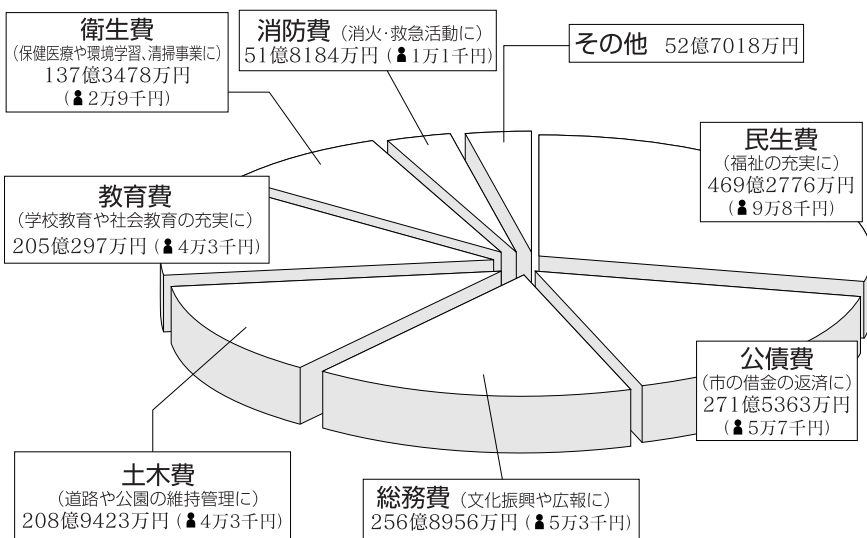 衛生費
(保健医療や環境学習、清掃事業に)
137億3478万円
(2万9千円)
消防費 (消火・救急活動に)
51億8184万円 (1万1千円)
その他 52億7018万円
民生費
(福祉の充実に)
469億2776万円
(9万8千円)
教育費
(学校教育や社会教育の充実に)
205億297万円 (4万3千円)
公債費
(市の借金の返済に)
271億5363万円
(5万7千円)
土木費
(道路や公園の維持管理に)
208億9423万円 (4万3千円)
総務費 (文化振興や広報に)
256億8956万円 (5万3千円)